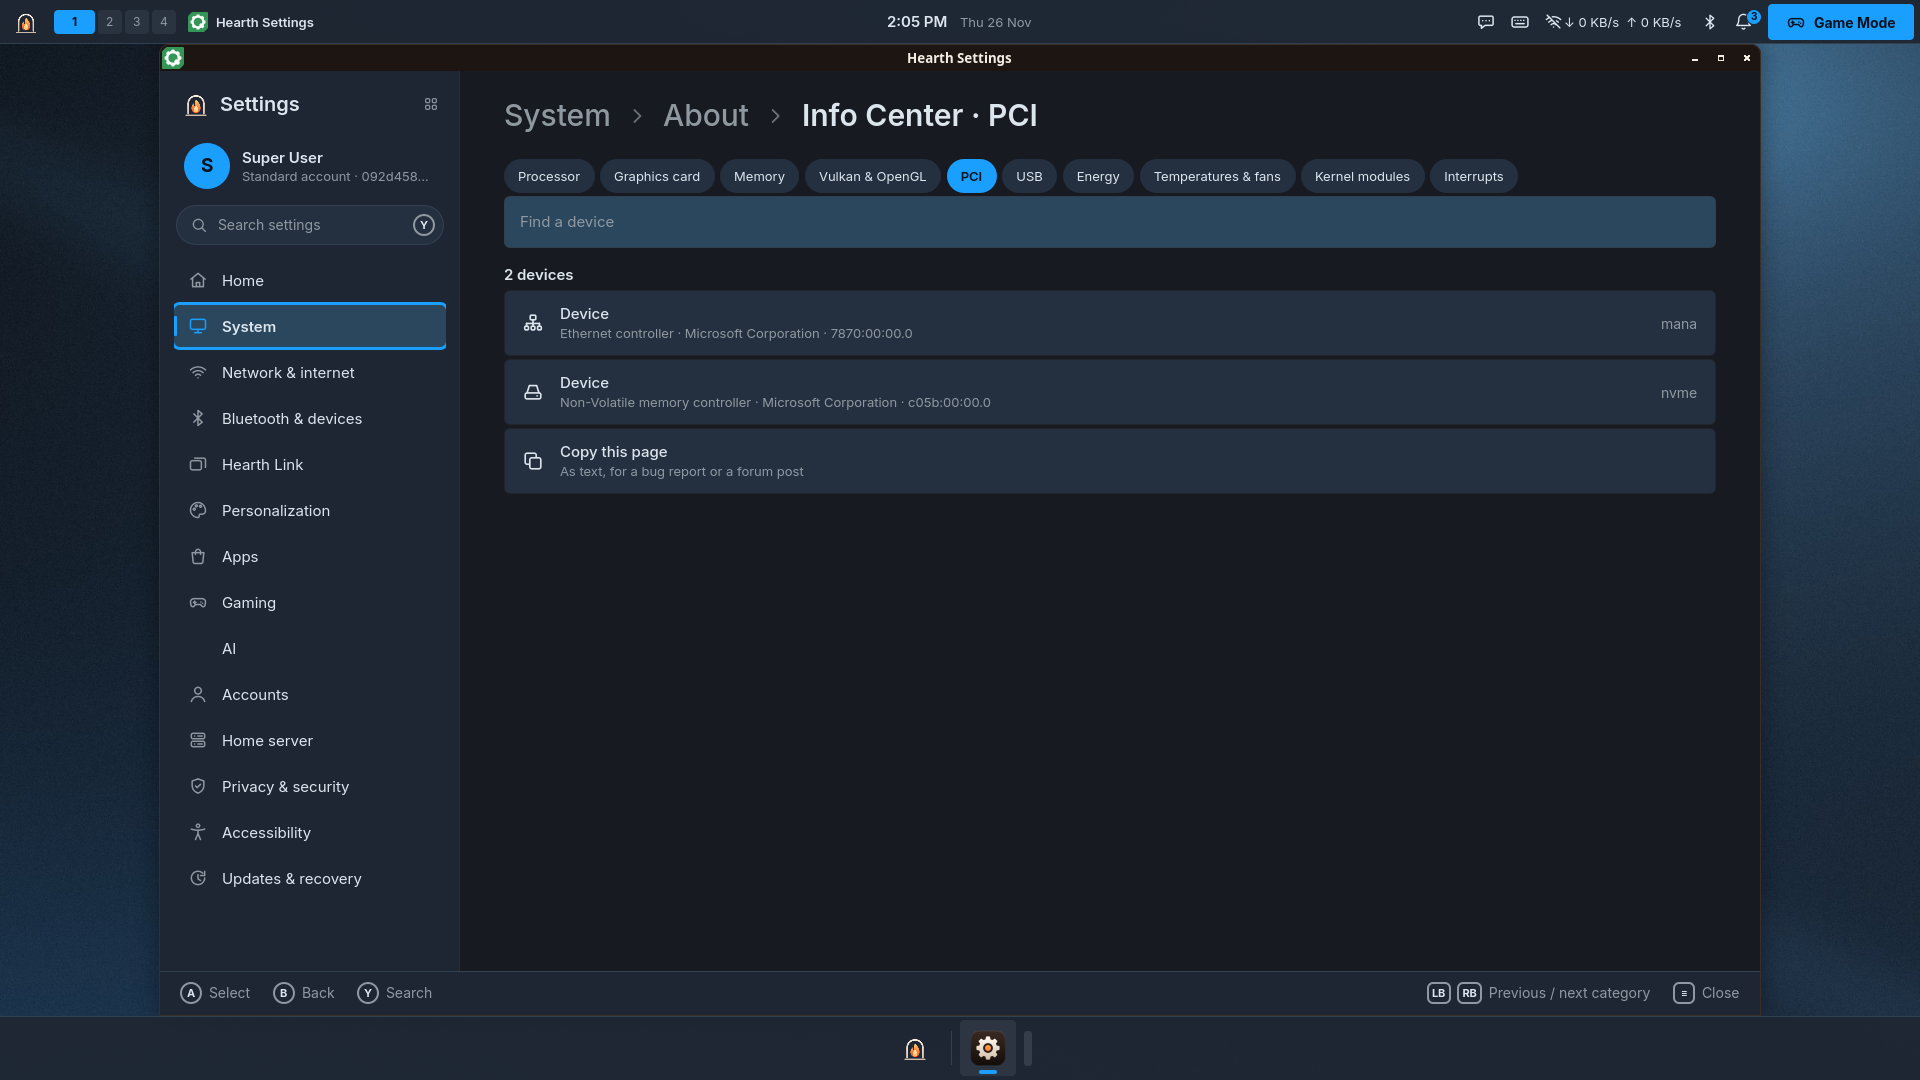 1
2
3
4
Hearth Settings
2:05 PM
Thu 26 Nov
↓ 0 KB/s ↑ 0 KB/s
3
Game Mode
Hearth Settings
Settings
S
Super User
Standard account · 092d458...
Search settings
Y
Home
System
Network & internet
Bluetooth & devices
Hearth Link
Personalization
Apps
Gaming
AI
Accounts
Home server
Privacy & security
Accessibility
Updates & recovery
System > About > Info Center · PCI
Processor
Graphics card
Memory
Vulkan & OpenGL
PCI
USB
Energy
Temperatures & fans
Kernel modules
Interrupts
Find a device
2 devices
Device
Ethernet controller · Microsoft Corporation · 7870:00:00.0
mana
Device
Non-Volatile memory controller · Microsoft Corporation · c05b:00:00.0
nvme
Copy this page
As text, for a bug report or a forum post
A Select
B Back
Y Search
LB RB Previous / next category
≡ Close